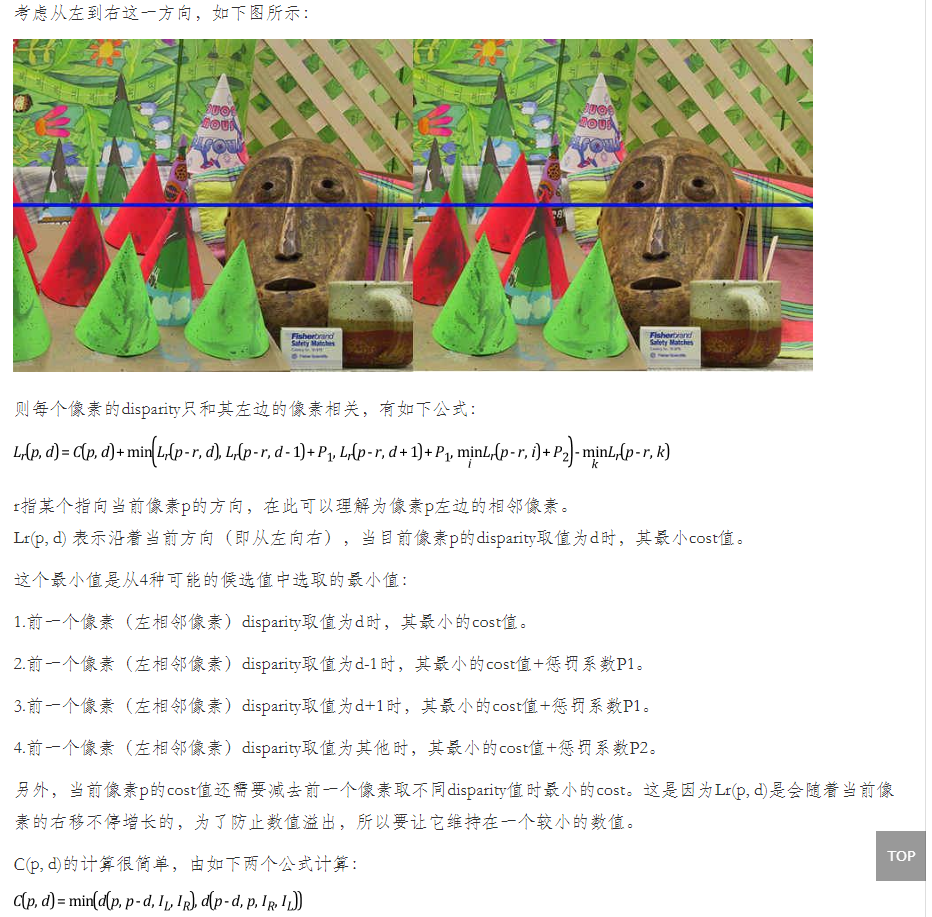 考虑从左到右这一方向，如下图所示：
Fisherbrand
Safety Matches
Fisher Scientific
Fisherbrand
Safety Matches
Fisher Scientific
则每个像素的disparity只和其左边的像素相关，有如下公式：
Lr(p, d) = C(p, d) + min(Lr(p-r, d), Lr(p-r, d-1) + P1, Lr(p-r, d+1) + P1, min_i Lr(p-r, i) + P2) - min_k Lr(p-r, k)
r指某个指向当前像素p的方向，在此可以理解为像素p左边的相邻像素。
Lr(p, d) 表示沿着当前方向（即从左向右），当目前像素p的disparity取值为d时，其最小cost值。
这个最小值是从4种可能的候选值中选取的最小值：
1.前一个像素（左相邻像素）disparity取值为d时，其最小的cost值。
2.前一个像素（左相邻像素）disparity取值为d-1时，其最小的cost值+惩罚系数P1。
3.前一个像素（左相邻像素）disparity取值为d+1时，其最小的cost值+惩罚系数P1。
4.前一个像素（左相邻像素）disparity取值为其他时，其最小的cost值+惩罚系数P2。
另外，当前像素p的cost值还需要减去前一个像素取不同disparity值时最小的cost。这是因为Lr(p, d)是会随着当前像
素的右移不停增长的，为了防止数值溢出，所以要让它维持在一个较小的数值。
TOP
C(p, d)的计算很简单，由如下两个公式计算：
C(p, d) = min(d(p, p-d, IL, IR), d(p-d, p, IR, IL))